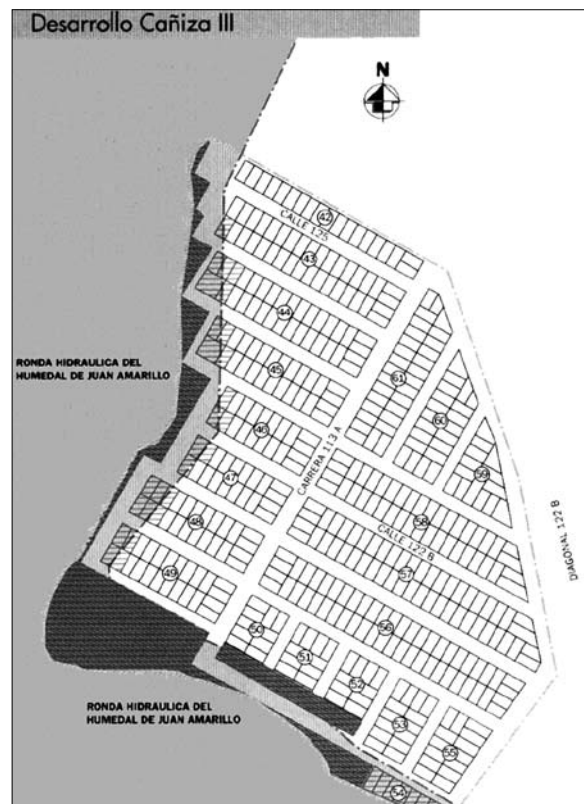 Desarrollo Cañiza III
N
42
CALLE 125
43
44
61
45
60
RONDA HIDRAULICA DEL
HUMEDAL DE JUAN AMARILLO
46
CARRERA 113 A
59
47
58
48
CALLE 122 B
DIAGONAL 122 B
57
49
56
50
51
52
RONDA HIDRAULICA DEL
HUMEDAL DE JUAN AMARILLO
53
55
54